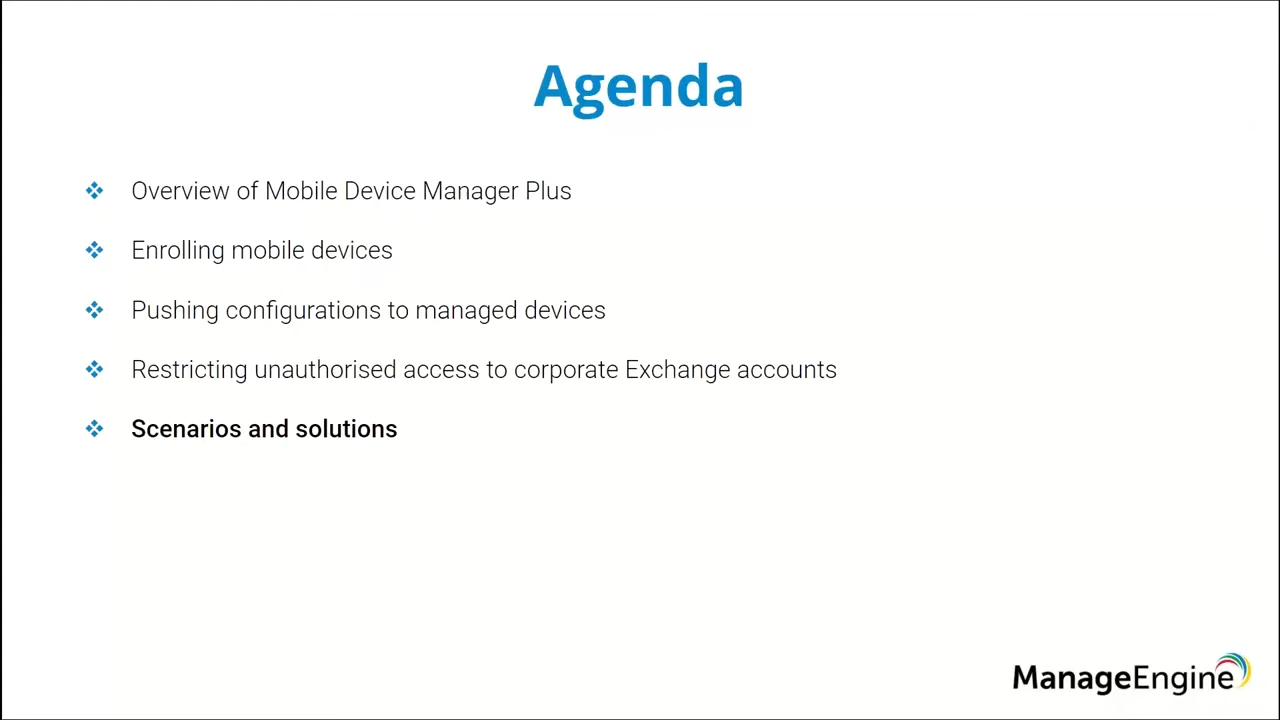 Agenda
Overview of Mobile Device Manager Plus
Enrolling mobile devices
Pushing configurations to managed devices
Restricting unauthorised access to corporate Exchange accounts
Scenarios and solutions
ManageEngine